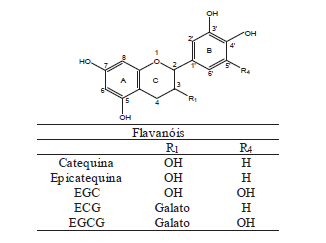 OH
3'
2'
4'
OH
1
B
HO
8
O
7
2
1'
5'
R4
A
C
6'
6
3
5
4
R1
OH
Flavanóis
R1 R4
Catequina OH H
Epicatequina OH H
EGC OH OH
ECG Galato H
EGCG Galato OH